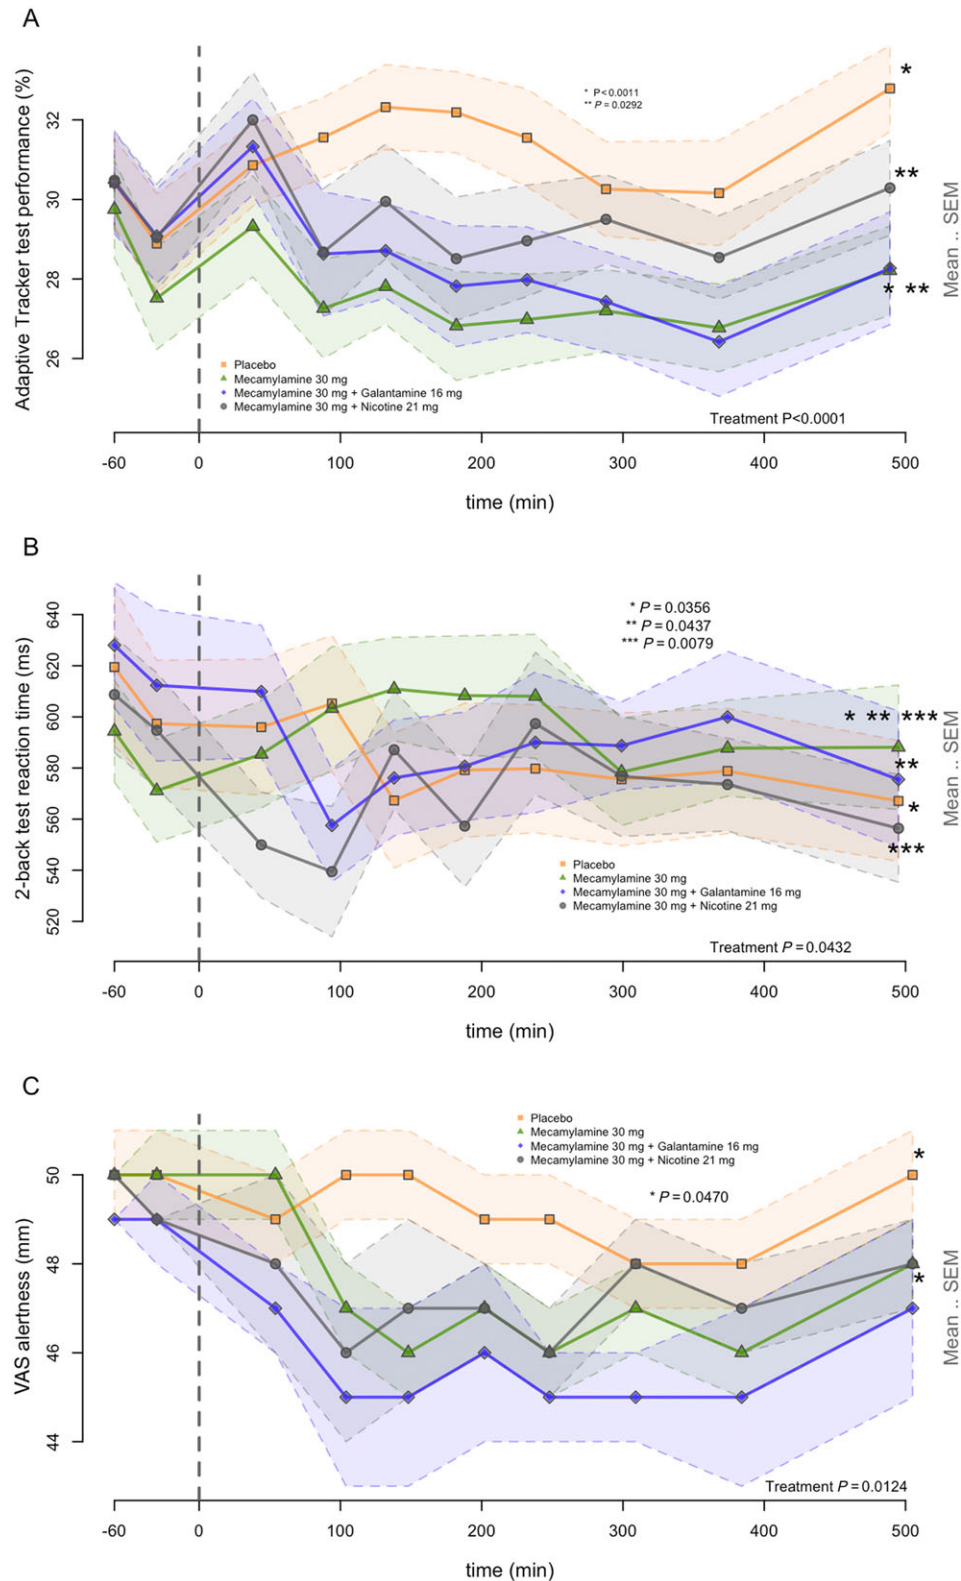 A
Adaptive Tracker test performance (%)
32
30
28
26
* P<0.0011
** P = 0.0292
*
**
* **
Placebo
Mecamylamine 30 mg
Mecamylamine 30 mg + Galantamine 16 mg
Mecamylamine 30 mg + Nicotine 21 mg
Treatment P<0.0001
Mean .. SEM
-60 0 100 200 300 400 500
time (min)
B
2-back test reaction time (ms)
640
620
600
580
560
540
520
* P = 0.0356
** P = 0.0437
*** P = 0.0079
* ** ***
**
*
***
Placebo
Mecamylamine 30 mg
Mecamylamine 30 mg + Galantamine 16 mg
Mecamylamine 30 mg + Nicotine 21 mg
Treatment P = 0.0432
Mean .. SEM
-60 0 100 200 300 400 500
time (min)
C
VAS alertness (mm)
50
48
46
44
Placebo
Mecamylamine 30 mg
Mecamylamine 30 mg + Galantamine 16 mg
Mecamylamine 30 mg + Nicotine 21 mg
* P = 0.0470
*
*
Treatment P = 0.0124
Mean .. SEM
-60 0 100 200 300 400 500
time (min)